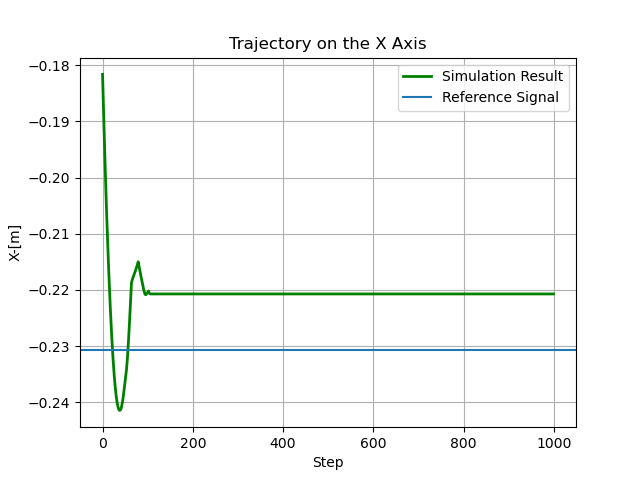 Trajectory on the X Axis
Simulation Result
Reference Signal
−0.18
−0.19
−0.20
−0.21
−0.22
−0.23
−0.24
X-[m]
0
200
400
600
800
1000
Step